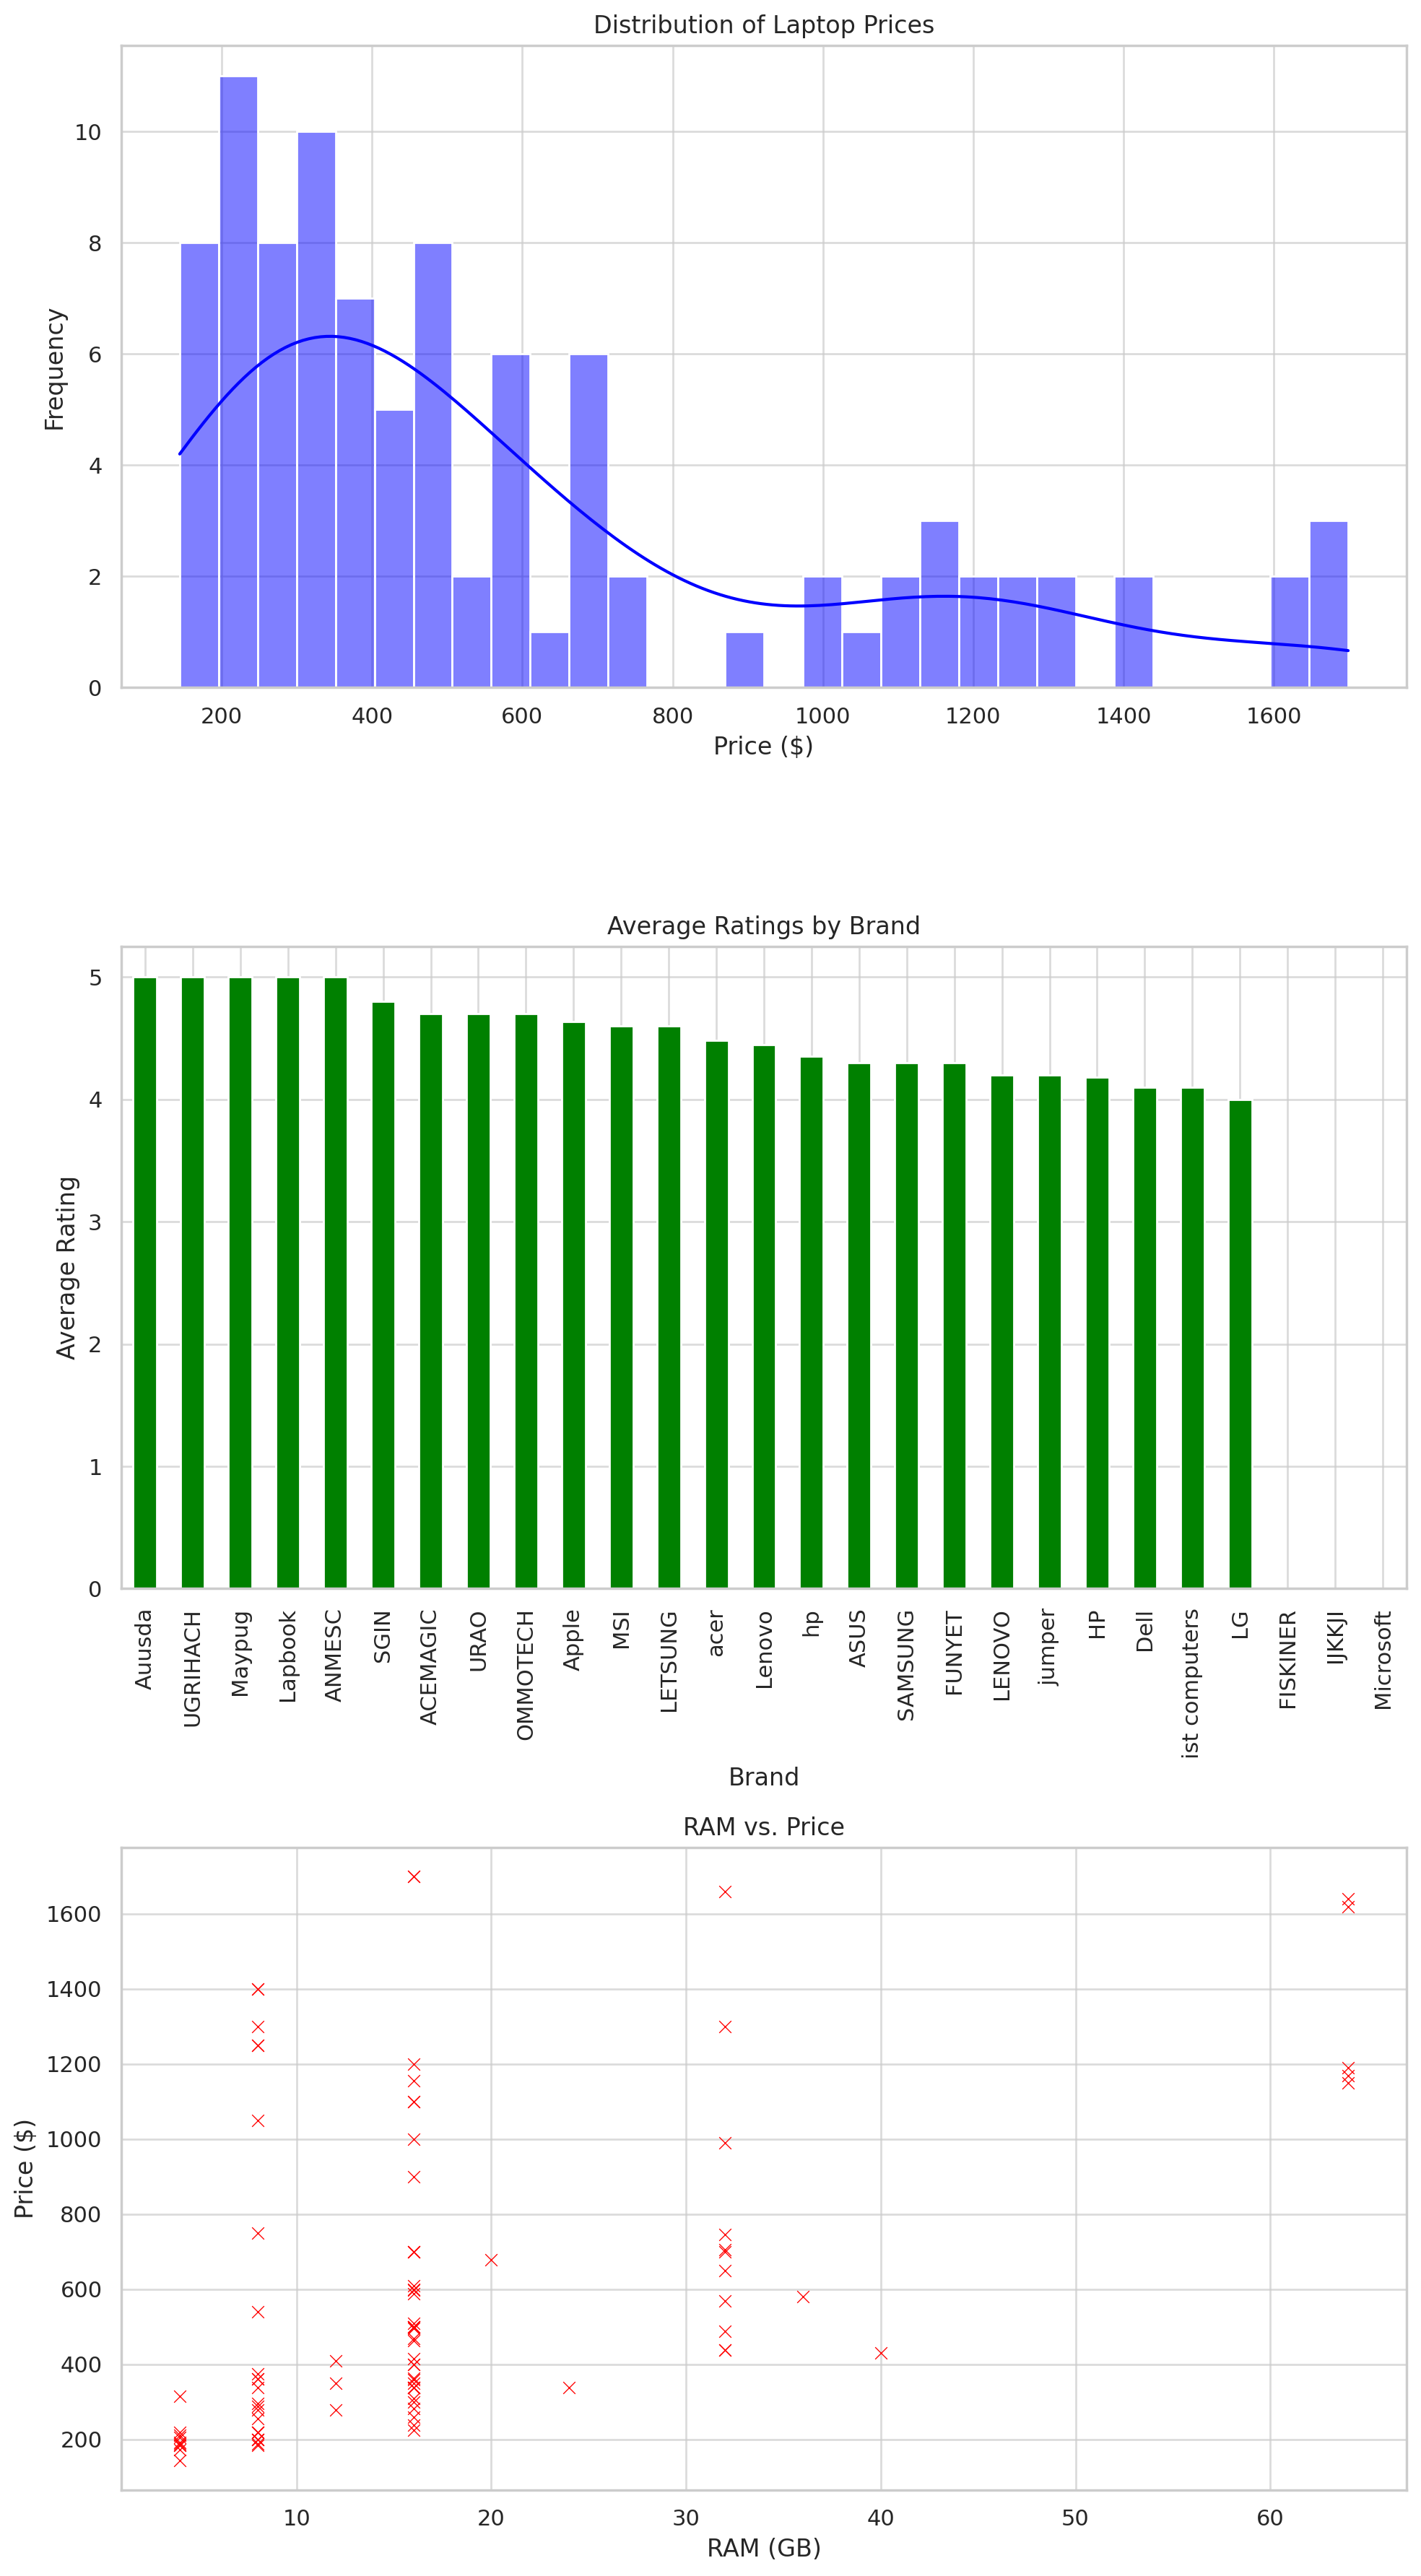 Distribution of Laptop Prices
10
8
6
4
2
0
Frequency
200 400 600 800 1000 1200 1400 1600
Price ($)
Average Ratings by Brand
5
4
3
2
1
0
Average Rating
Auusda
UGRIHACH
Maypug
Lapbook
ANMESC
SGIN
ACEMAGIC
URAO
OMMOTECH
Apple
MSI
LETSUNG
acer
Lenovo
hp
ASUS
SAMSUNG
FUNYET
LENOVO
jumper
HP
Dell
ist computers
LG
FISKINER
IJKKJI
Microsoft
Brand
RAM vs. Price
1600
1400
1200
1000
800
600
400
200
Price ($)
10 20 30 40 50 60
RAM (GB)